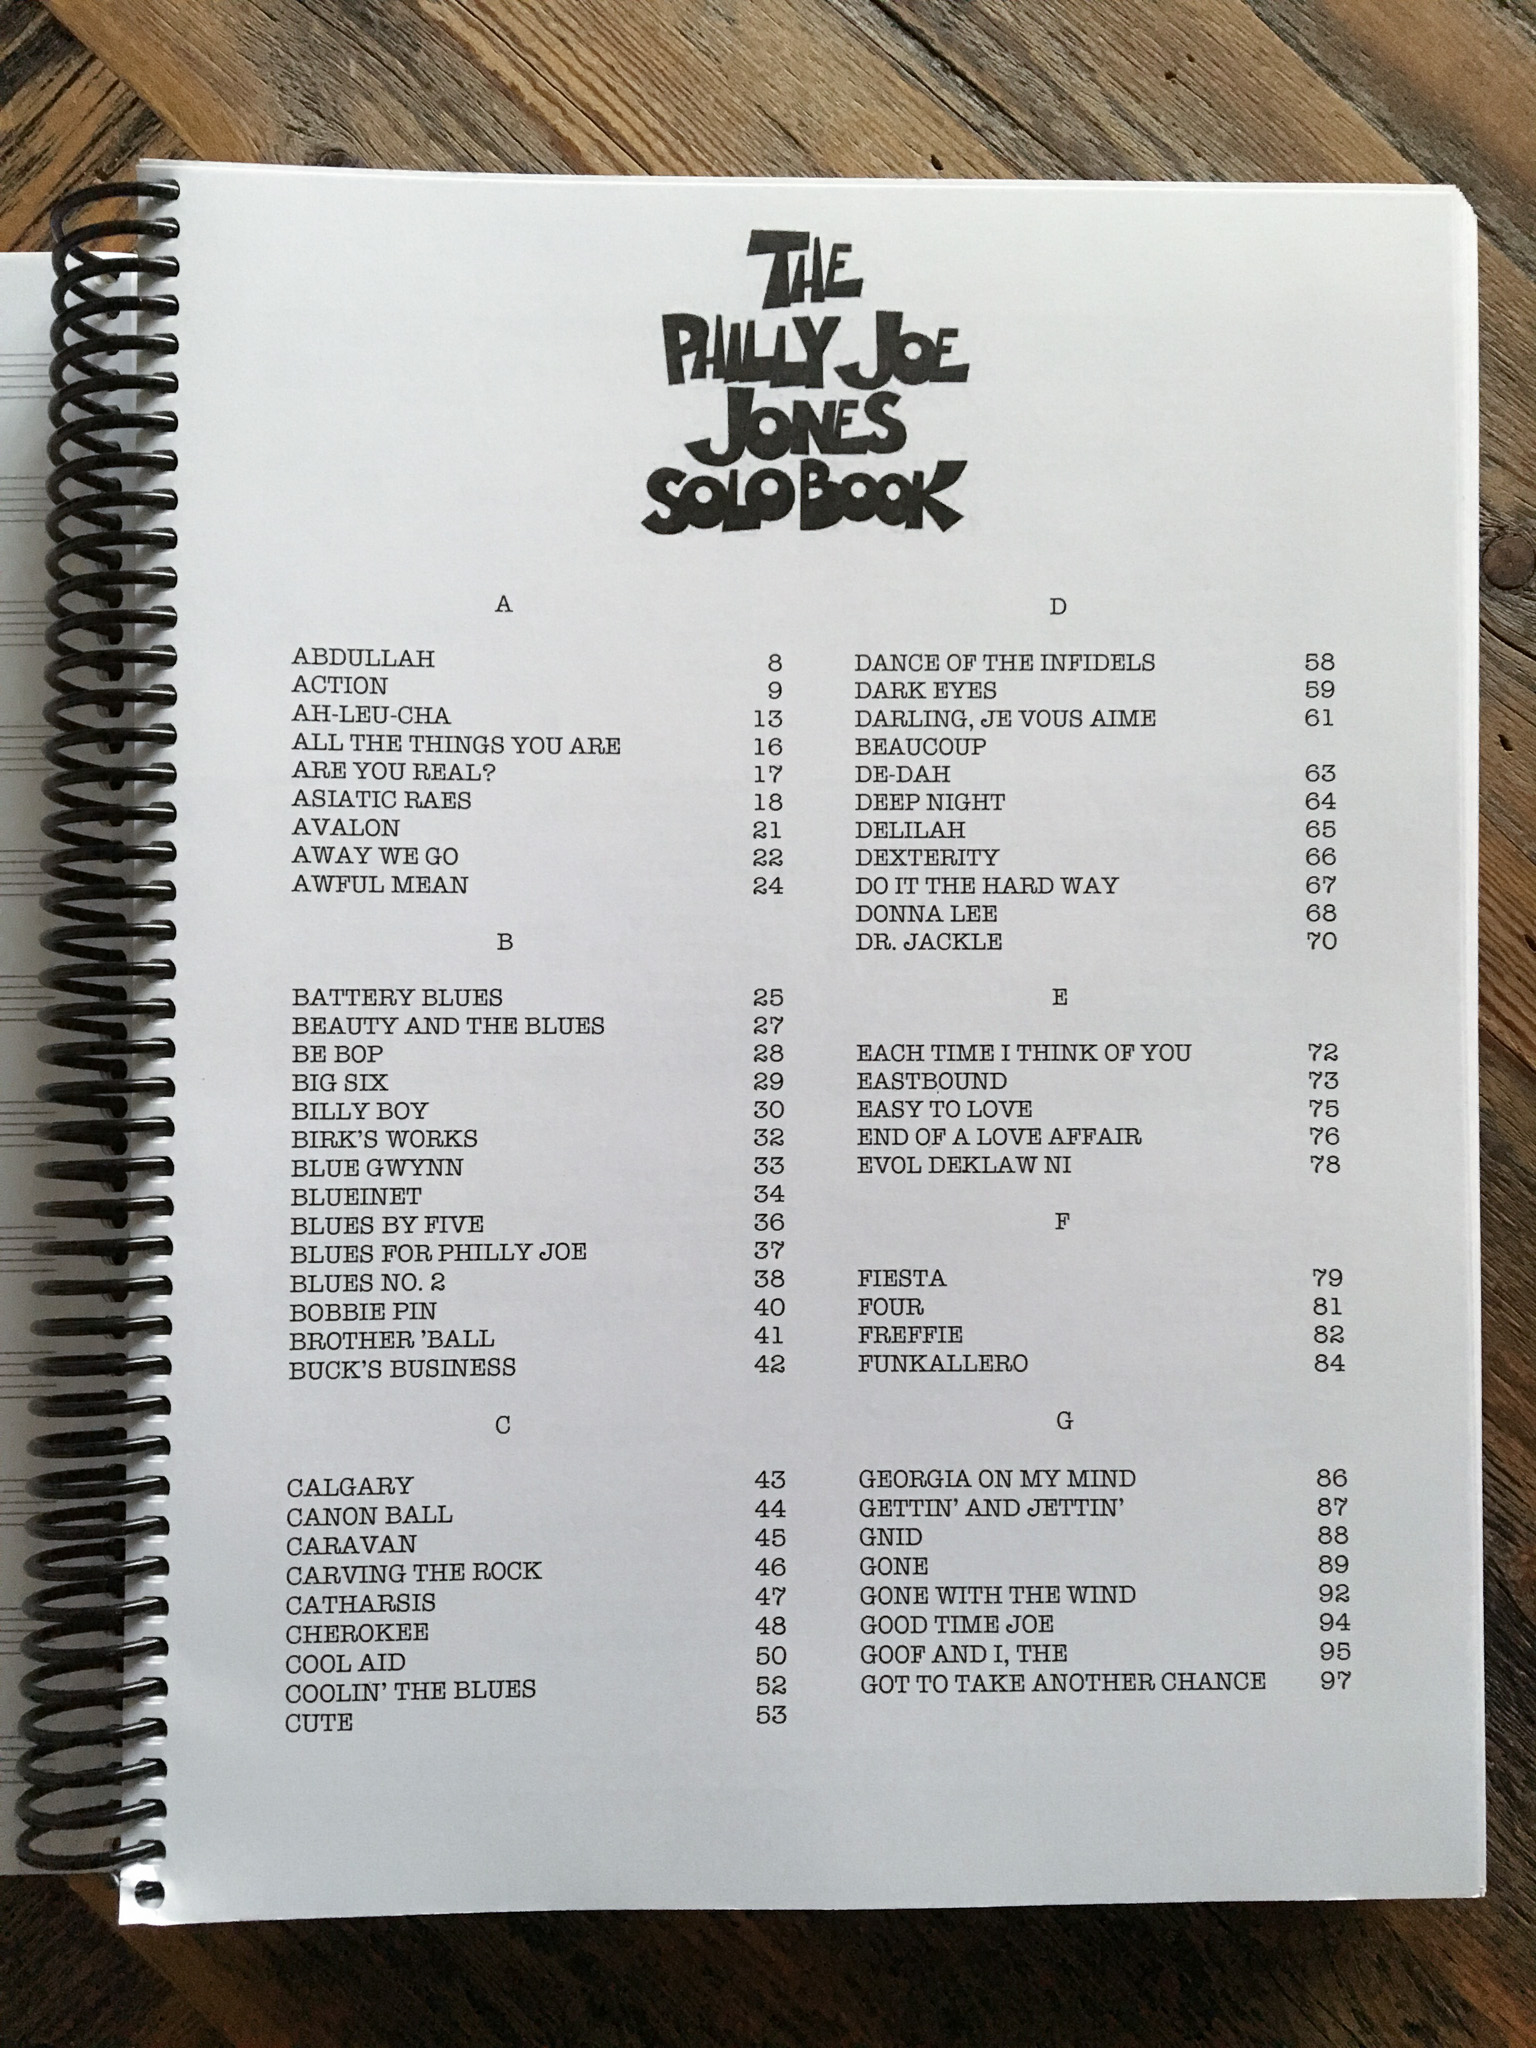 THE
PHILLY JOE
JONES
SOLO BOOK
A
ABDULLAH 8
ACTION 9
AH-LEU-CHA 13
ALL THE THINGS YOU ARE 16
ARE YOU REAL? 17
ASIATIC RAES 18
AVALON 21
AWAY WE GO 22
AWFUL MEAN 24
B
BATTERY BLUES 25
BEAUTY AND THE BLUES 27
BE BOP 28
BIG SIX 29
BILLY BOY 30
BIRK'S WORKS 32
BLUE GWYNN 33
BLUEINET 34
BLUES BY FIVE 36
BLUES FOR PHILLY JOE 37
BLUES NO. 2 38
BOBBIE PIN 40
BROTHER 'BALL 41
BUCK'S BUSINESS 42
C
CALGARY 43
CANON BALL 44
CARAVAN 45
CARVING THE ROCK 46
CATHARSIS 47
CHEROKEE 48
COOL AID 50
COOLIN' THE BLUES 52
CUTE 53
D
DANCE OF THE INFIDELS 58
DARK EYES 59
DARLING, JE VOUS AIME 61
BEAUCOUP
DE-DAH 63
DEEP NIGHT 64
DELILAH 65
DEXTERITY 66
DO IT THE HARD WAY 67
DONNA LEE 68
DR. JACKLE 70
E
EACH TIME I THINK OF YOU 72
EASTBOUND 73
EASY TO LOVE 75
END OF A LOVE AFFAIR 76
EVOL DEKLAW NI 78
F
FIESTA 79
FOUR 81
FREFFIE 82
FUNKALLERO 84
G
GEORGIA ON MY MIND 86
GETTIN' AND JETTIN' 87
GNID 88
GONE 89
GONE WITH THE WIND 92
GOOD TIME JOE 94
GOOF AND I, THE 95
GOT TO TAKE ANOTHER CHANCE 97